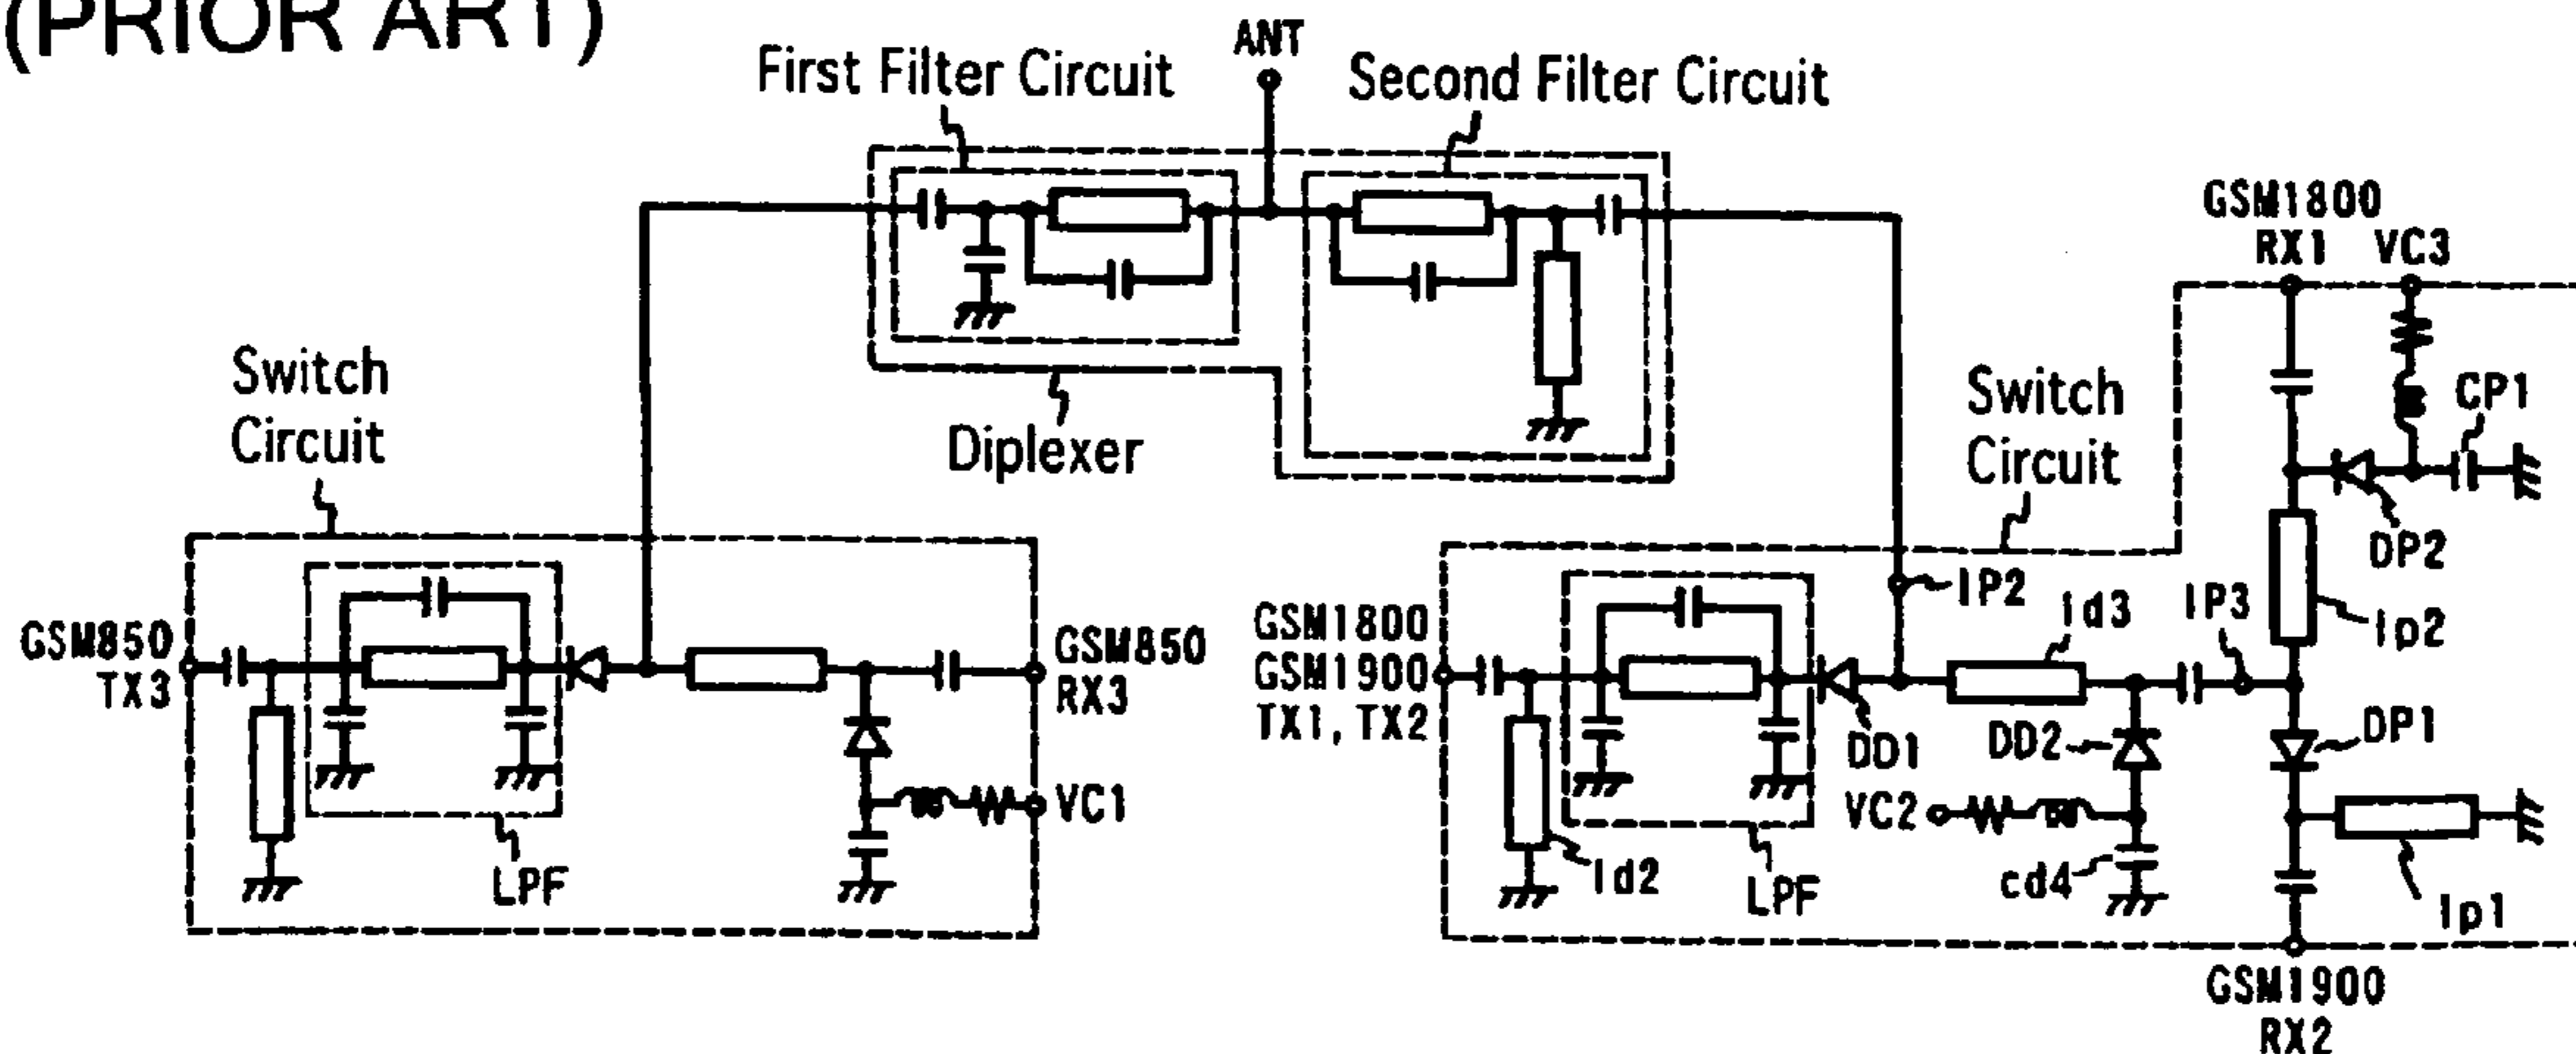 (PRIOR ART)
ANT
First Filter Circuit
Second Filter Circuit
GSM1800
RX1
VC3
Switch
Circuit
Diplexer
Switch
Circuit
CP1
DP2
IP2
ld3
IP3
lp2
GSM850
TX3
GSM850
RX3
GSM1800
GSM1900
TX1, TX2
DD1
DD2
DP1
VC1
VC2
LPF
ld2
LPF
cd4
lp1
GSM1900
RX2